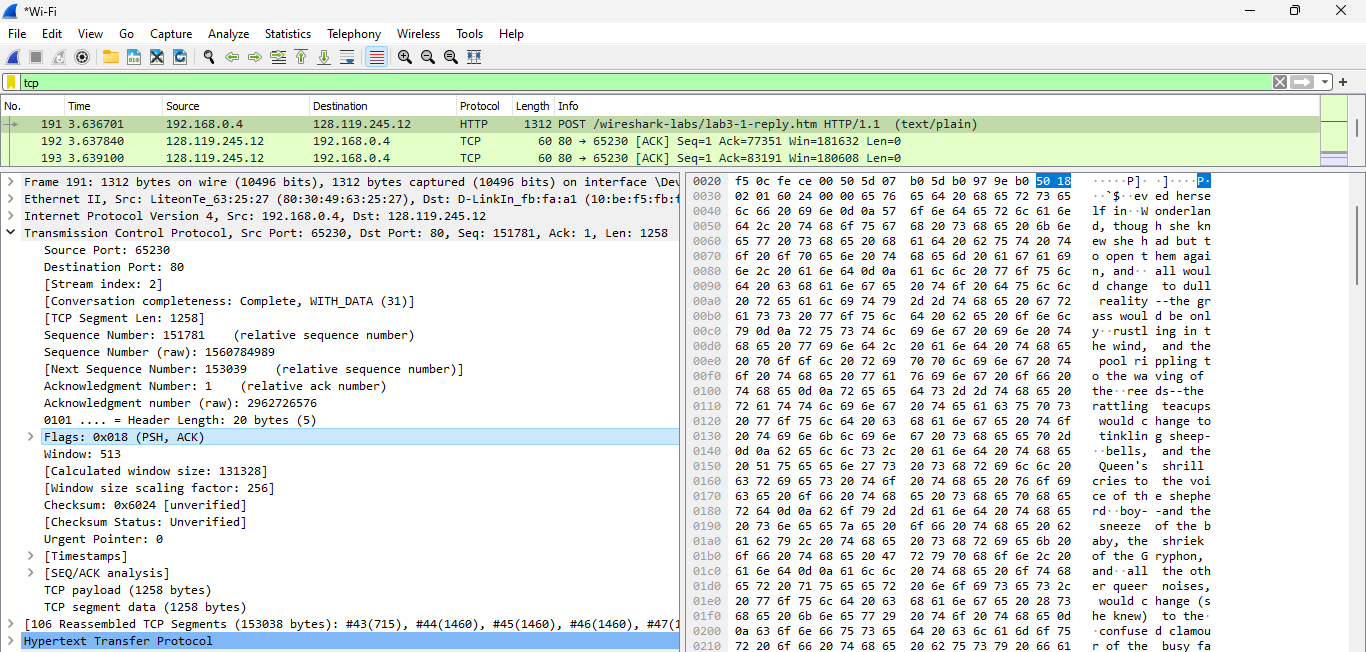 *Wi-Fi
File Edit View Go Capture Analyze Statistics Telephony Wireless Tools Help
tcp
No. Time Source Destination Protocol Length Info
191 3.636701 192.168.0.4 128.119.245.12 HTTP 1312 POST /wireshark-labs/lab3-1-reply.htm HTTP/1.1 (text/plain)
192 3.637840 128.119.245.12 192.168.0.4 TCP 60 80 → 65230 [ACK] Seq=1 Ack=77351 Win=181632 Len=0
193 3.639100 128.119.245.12 192.168.0.4 TCP 60 80 → 65230 [ACK] Seq=1 Ack=83191 Win=180608 Len=0
Frame 191: 1312 bytes on wire (10496 bits), 1312 bytes captured (10496 bits) on interface \Dev
Ethernet II, Src: LiteonTe_63:25:27 (80:30:49:63:25:27), Dst: D-LinkIn_fb:fa:a1 (10:be:f5:fb:f
Internet Protocol Version 4, Src: 192.168.0.4, Dst: 128.119.245.12
Transmission Control Protocol, Src Port: 65230, Dst Port: 80, Seq: 151781, Ack: 1, Len: 1258
Source Port: 65230
Destination Port: 80
[Stream index: 2]
[Conversation completeness: Complete, WITH_DATA (31)]
[TCP Segment Len: 1258]
Sequence Number: 151781 (relative sequence number)
Sequence Number (raw): 1560784989
[Next Sequence Number: 153039 (relative sequence number)]
Acknowledgment Number: 1 (relative ack number)
Acknowledgment number (raw): 2962726576
0101 .... = Header Length: 20 bytes (5)
Flags: 0x018 (PSH, ACK)
Window: 513
[Calculated window size: 131328]
[Window size scaling factor: 256]
Checksum: 0x6024 [unverified]
[Checksum Status: Unverified]
Urgent Pointer: 0
[Timestamps]
[SEQ/ACK analysis]
TCP payload (1258 bytes)
TCP segment data (1258 bytes)
[106 Reassembled TCP Segments (153038 bytes): #43(715), #44(1460), #45(1460), #46(1460), #47(1
Hypertext Transfer Protocol
0020 f5 0c fe ce 00 50 5d 07 b0 5d b0 97 9e b0 50 18 ·····P]· ·]····P·
0030 02 01 60 24 00 00 65 76 65 64 20 68 65 72 73 65 ··`$··ev ed herse
0040 6c 66 20 69 6e 0d 0a 57 6f 6e 64 65 72 6c 61 6e lf in··W onderlan
0050 64 2c 20 74 68 6f 75 67 68 20 73 68 65 20 6b 6e d, thoug h she kn
0060 65 77 20 73 68 65 20 68 61 64 20 62 75 74 20 74 ew she h ad but t
0070 6f 20 6f 70 65 6e 20 74 68 65 6d 20 61 67 61 69 o open t hem agai
0080 6e 2c 20 61 6e 64 0d 0a 61 6c 6c 20 77 6f 75 6c n, and·· all woul
0090 64 20 63 68 61 6e 67 65 20 74 6f 20 64 75 6c 6c d change to dull
00a0 20 72 65 61 6c 69 74 79 2d 2d 74 68 65 20 67 72 reality --the gr
00b0 61 73 73 20 77 6f 75 6c 64 20 62 65 20 6f 6e 6c ass woul d be onl
00c0 79 0d 0a 72 75 73 74 6c 69 6e 67 20 69 6e 20 74 y··rustl ing in t
00d0 68 65 20 77 69 6e 64 2c 20 61 6e 64 20 74 68 65 he wind, and the
00e0 20 70 6f 6f 6c 20 72 69 70 70 6c 69 6e 67 20 74 pool ri ppling t
00f0 6f 20 74 68 65 20 77 61 76 69 6e 67 20 6f 66 20 o the wa ving of
0100 74 68 65 0d 0a 72 65 65 64 73 2d 2d 74 68 65 20 the··ree ds--the
0110 72 61 74 74 6c 69 6e 67 20 74 65 61 63 75 70 73 rattling teacups
0120 20 77 6f 75 6c 64 20 63 68 61 6e 67 65 20 74 6f would c hange to
0130 20 74 69 6e 6b 6c 69 6e 67 20 73 68 65 65 70 2d tinklin g sheep-
0140 0d 0a 62 65 6c 6c 73 2c 20 61 6e 64 20 74 68 65 ··bells, and the
0150 20 51 75 65 65 6e 27 73 20 73 68 72 69 6c 6c 20 Queen's shrill
0160 63 72 69 65 73 20 74 6f 20 74 68 65 20 76 6f 69 cries to the voi
0170 63 65 20 6f 66 20 74 68 65 20 73 68 65 70 68 65 ce of th e shephe
0180 72 64 0d 0a 62 6f 79 2d 2d 61 6e 64 20 74 68 65 rd··boy- -and the
0190 20 73 6e 65 65 7a 65 20 6f 66 20 74 68 65 20 62 sneeze of the b
01a0 61 62 79 2c 20 74 68 65 20 73 68 72 69 65 6b 20 aby, the shriek
01b0 6f 66 20 74 68 65 20 47 72 79 70 68 6f 6e 2c 20 of the G ryphon,
01c0 61 6e 64 0d 0a 61 6c 6c 20 74 68 65 20 6f 74 68 and··all the oth
01d0 65 72 20 71 75 65 65 72 20 6e 6f 69 73 65 73 2c er queer noises,
01e0 20 77 6f 75 6c 64 20 63 68 61 6e 67 65 20 28 73 would c hange (s
01f0 68 65 20 6b 6e 65 77 29 20 74 6f 20 74 68 65 0d he knew) to the·
0200 0a 63 6f 6e 66 75 73 65 64 20 63 6c 61 6d 6f 75 ·confuse d clamou
0210 72 20 6f 66 20 74 68 65 20 62 75 73 79 20 66 61 r of the busy fa